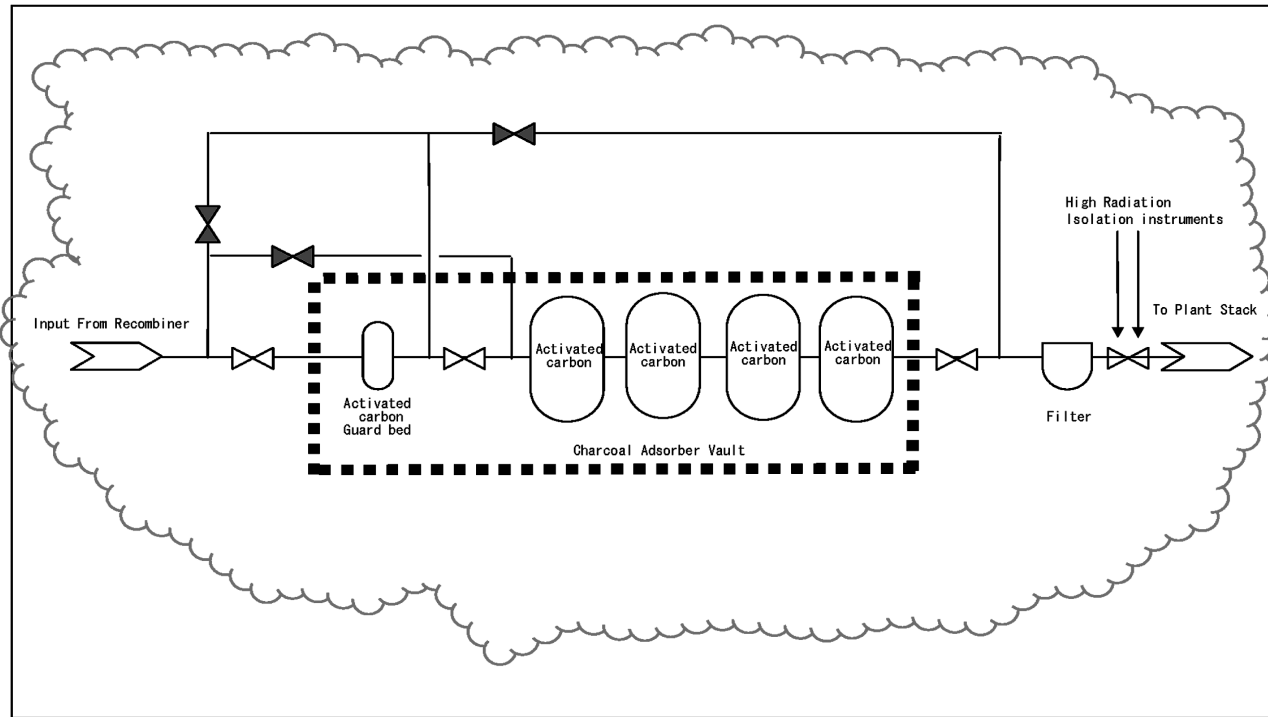 High Radiation
Isolation instruments
Input From Recombiner
To Plant Stack
Activated
carbon
Activated
carbon
Activated
carbon
Activated
carbon
Activated
carbon
Guard bed
Filter
Charcoal Adsorber Vault